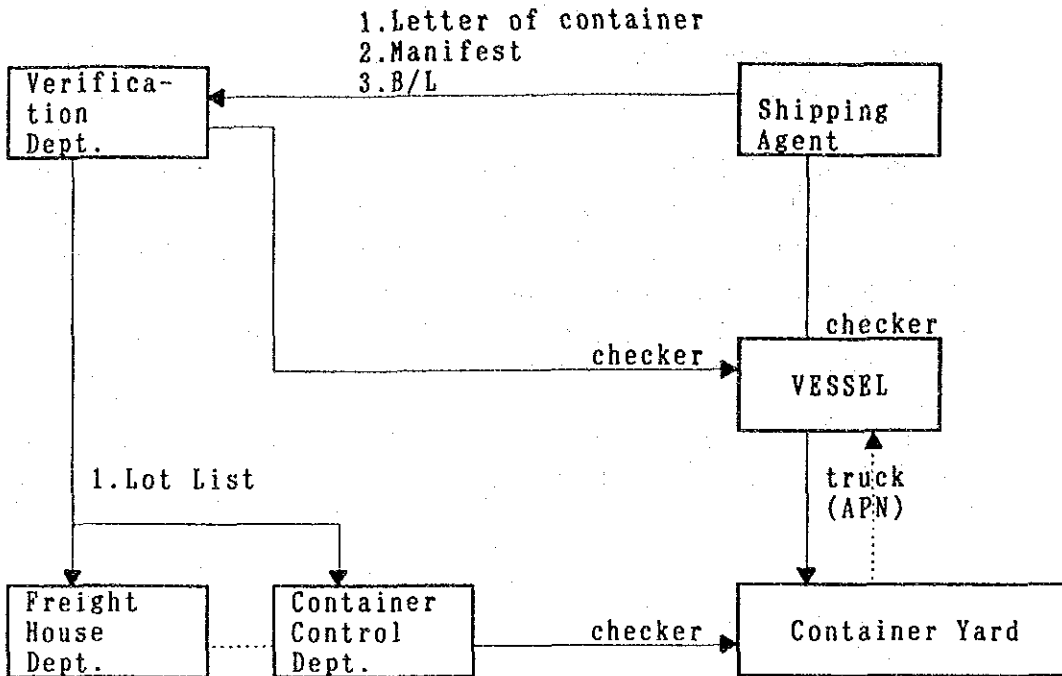 1.Letter of container
2.Manifest
3.B/L
Verifica-
tion
Dept.
Shipping
Agent
checker
checker
VESSEL
1.Lot List
truck
(APN)
Freight
House
Dept.
Container
Control
Dept.
checker
Container Yard